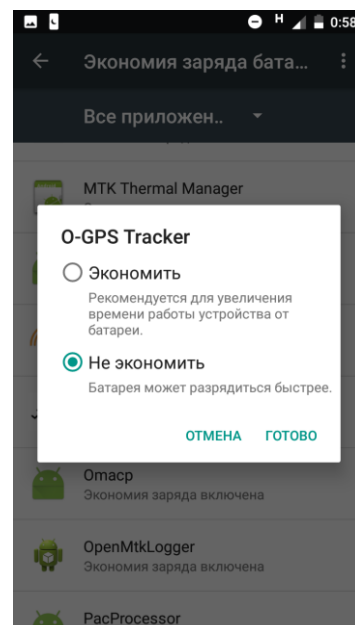 H 0:58
Экономия заряда бата...
Все приложен..
MTK Thermal Manager
O-GPS Tracker
Экономить
Рекомендуется для увеличения
времени работы устройства от
батареи.
Не экономить
Батарея может разрядиться быстрее.
ОТМЕНА ГОТОВО
Omacp
Экономия заряда включена
OpenMtkLogger
Экономия заряда включена
PacProcessor